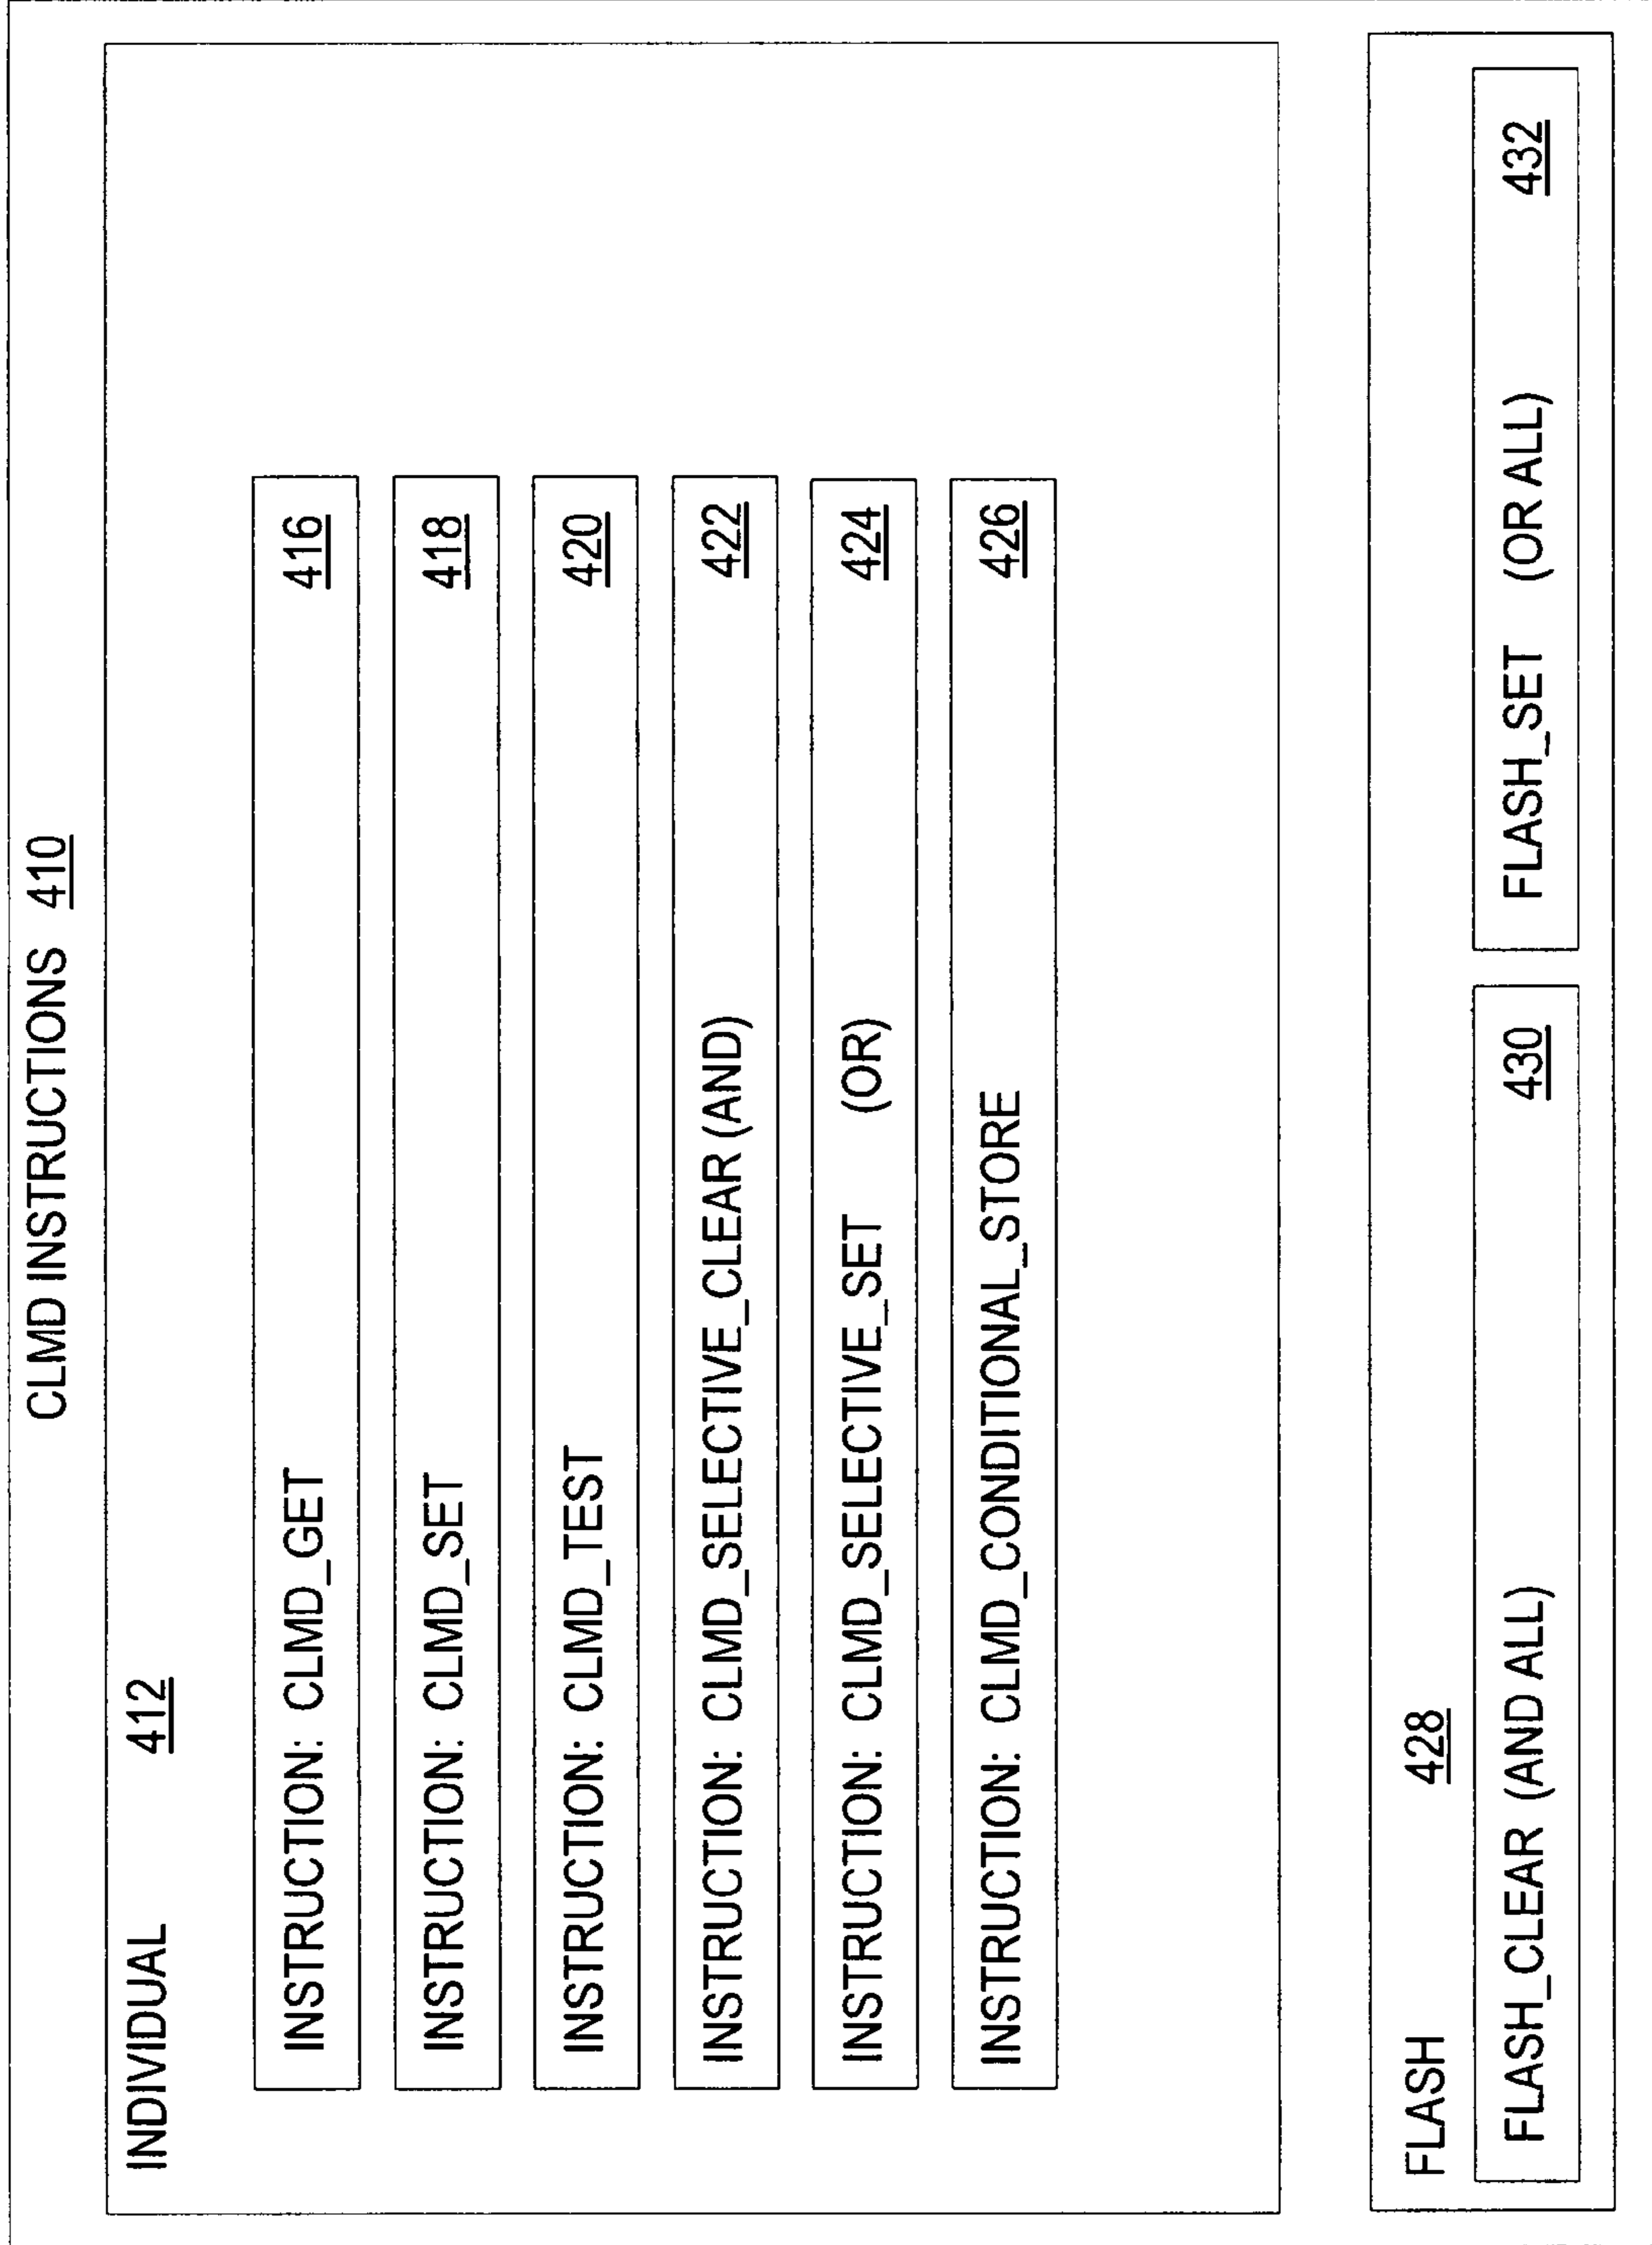 CLMD INSTRUCTIONS 410
INDIVIDUAL 412
INSTRUCTION: CLMD_GET 416
INSTRUCTION: CLMD_SET 418
INSTRUCTION: CLMD_TEST 420
INSTRUCTION: CLMD_SELECTIVE_CLEAR (AND) 422
INSTRUCTION: CLMD_SELECTIVE_SET (OR) 424
INSTRUCTION: CLMD_CONDITIONAL_STORE 426
FLASH 428
FLASH_CLEAR (AND ALL) 430
FLASH_SET (OR ALL) 432